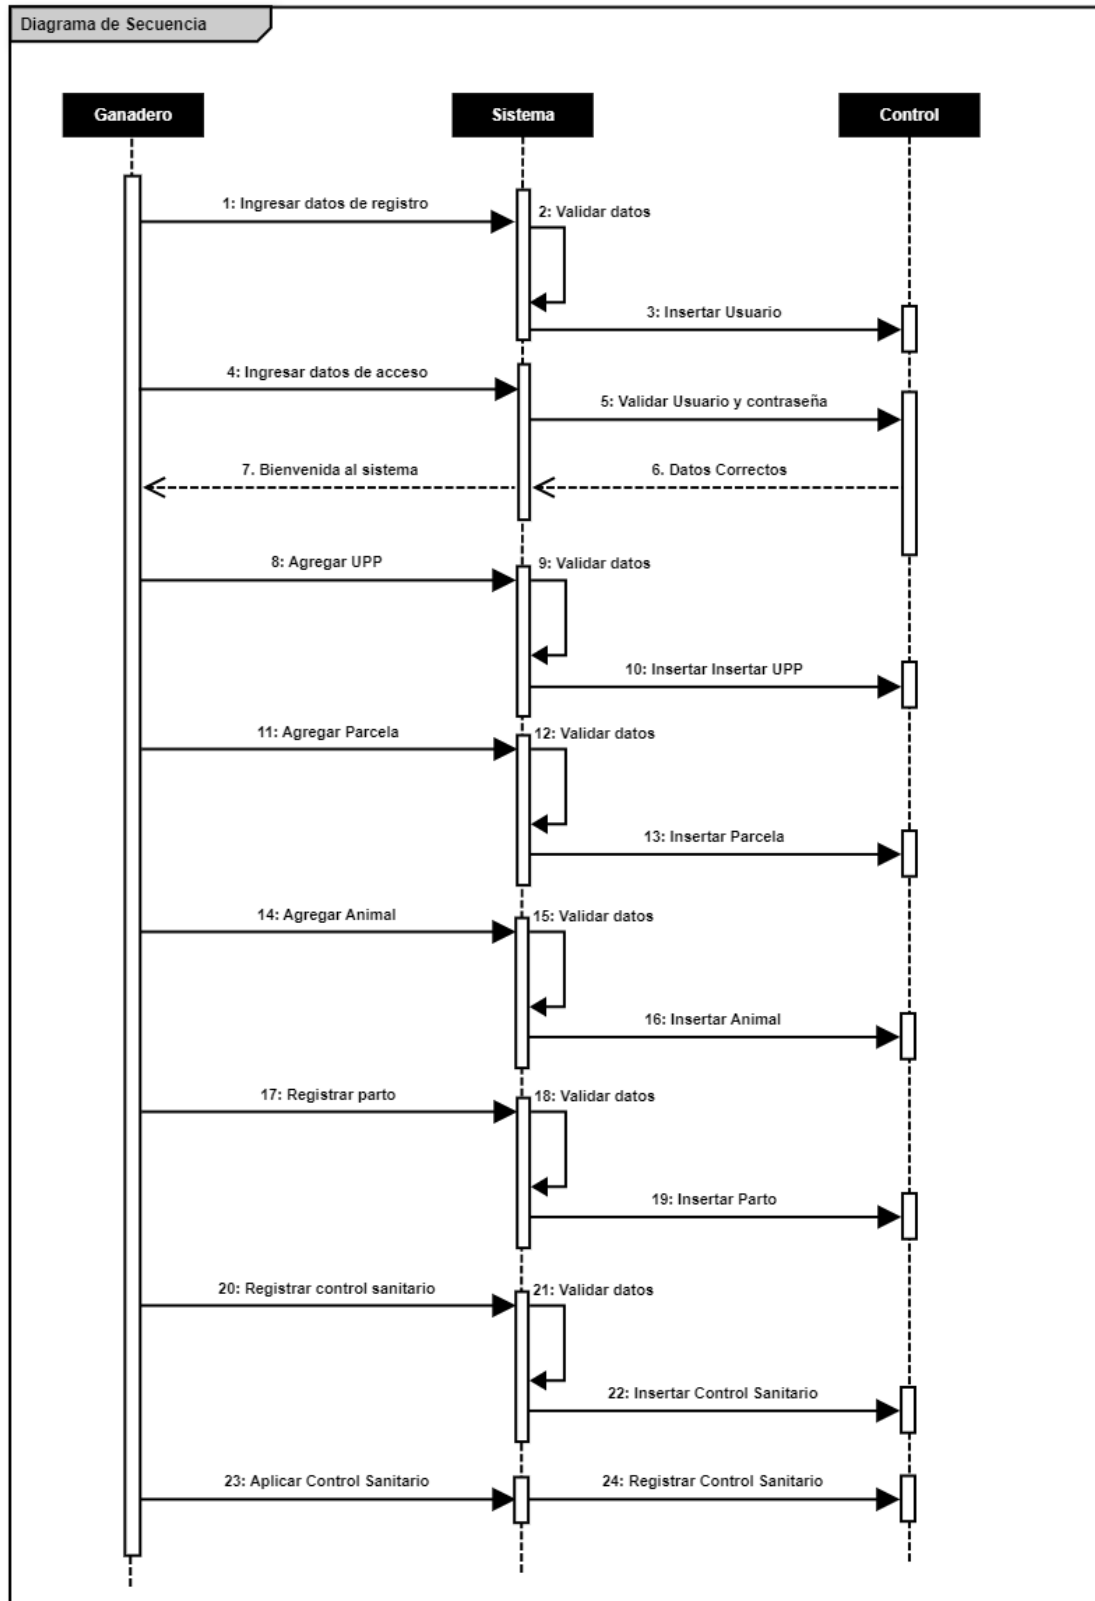 Diagrama de Secuencia
Ganadero
Sistema
Control
1: Ingresar datos de registro
2: Validar datos
3: Insertar Usuario
4: Ingresar datos de acceso
5: Validar Usuario y contraseña
7. Bienvenida al sistema
6. Datos Correctos
8: Agregar UPP
9: Validar datos
10: Insertar Insertar UPP
11: Agregar Parcela
12: Validar datos
13: Insertar Parcela
14: Agregar Animal
15: Validar datos
16: Insertar Animal
17: Registrar parto
18: Validar datos
19: Insertar Parto
20: Registrar control sanitario
21: Validar datos
22: Insertar Control Sanitario
23: Aplicar Control Sanitario
24: Registrar Control Sanitario